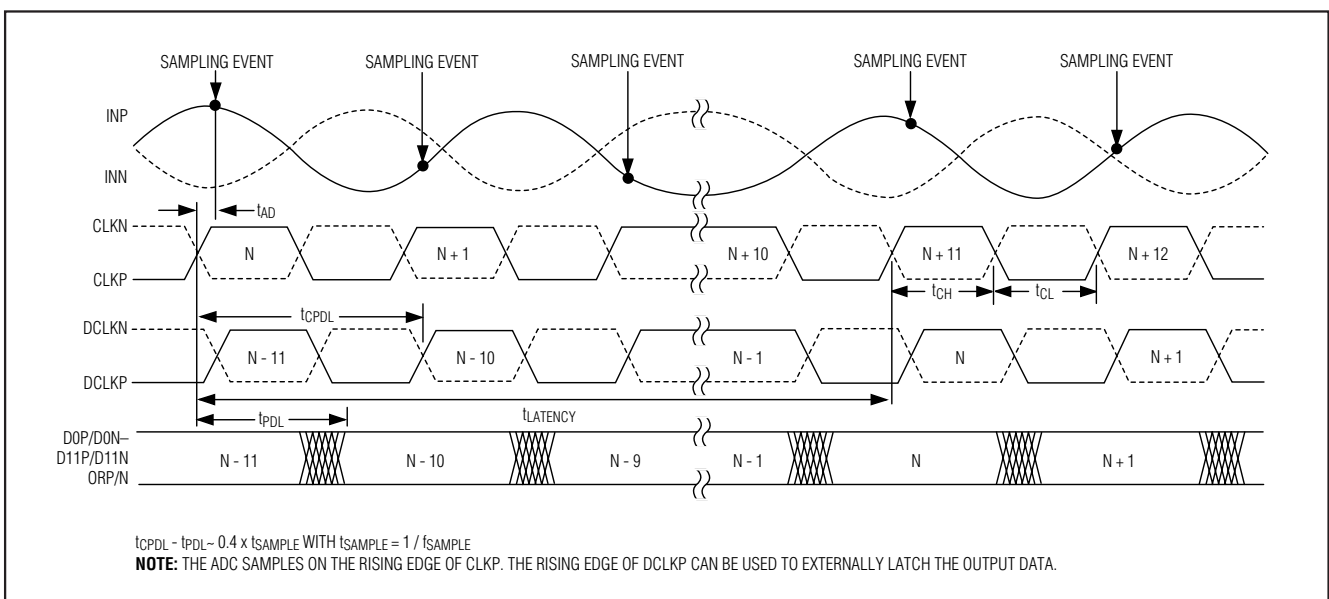 SAMPLING EVENT SAMPLING EVENT SAMPLING EVENT SAMPLING EVENT SAMPLING EVENT
INP
INN
tAD
CLKN
N N + 1 N + 10 N + 11 N + 12
CLKP
tCH tCL
tCPDL
DCLKN
N - 11 N - 10 N - 1 N N + 1
DCLKP
tPDL tLATENCY
D0P/D0N–
D11P/D11N N - 11 N - 10 N - 9 N - 1 N N + 1
ORP/N
tCPDL - tPDL~ 0.4 x tSAMPLE WITH tSAMPLE = 1 / fSAMPLE
NOTE: THE ADC SAMPLES ON THE RISING EDGE OF CLKP. THE RISING EDGE OF DCLKP CAN BE USED TO EXTERNALLY LATCH THE OUTPUT DATA.